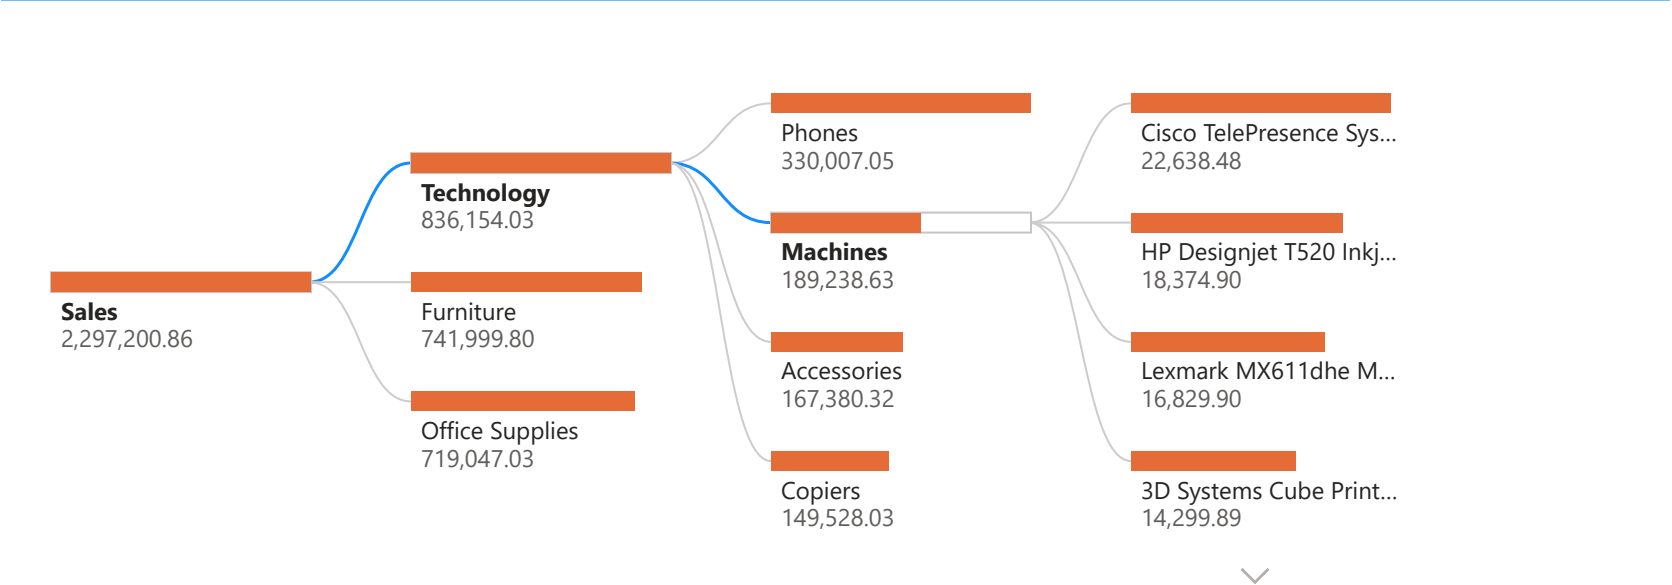 Sales
2,297,200.86
Technology
836,154.03
Furniture
741,999.80
Office Supplies
719,047.03
Phones
330,007.05
Machines
189,238.63
Accessories
167,380.32
Copiers
149,528.03
Cisco TelePresence Sys...
22,638.48
HP Designjet T520 Inkj...
18,374.90
Lexmark MX611dhe M...
16,829.90
3D Systems Cube Print...
14,299.89